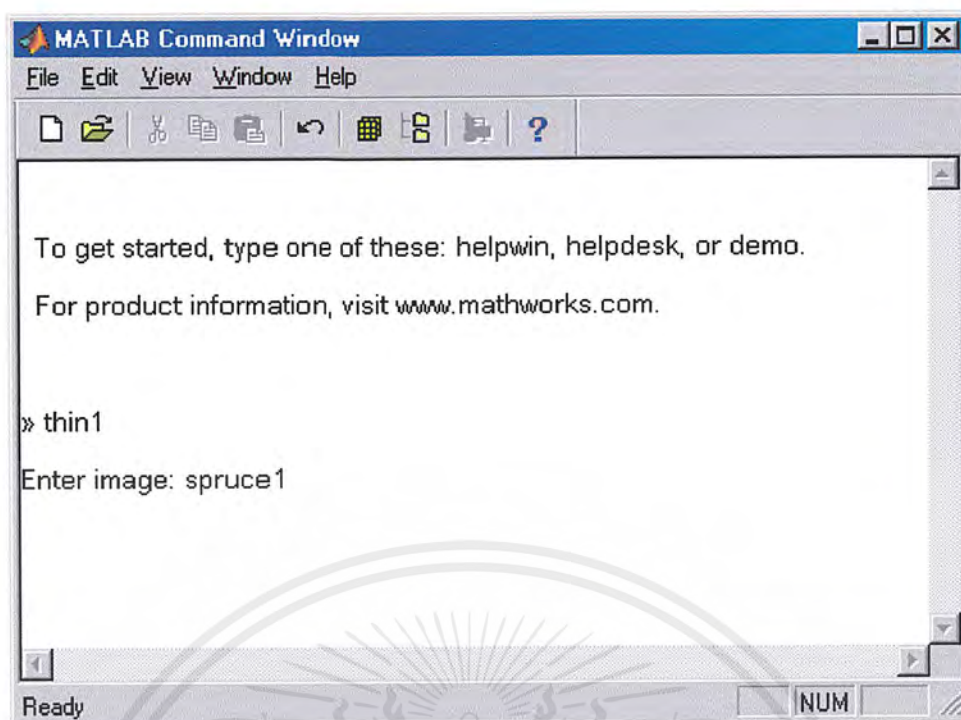 MATLAB Command Window
File Edit View Window Help
To get started, type one of these: helpwin, helpdesk, or demo.
For product information, visit www.mathworks.com.
» thin1
Enter image: spruce1
Ready NUM